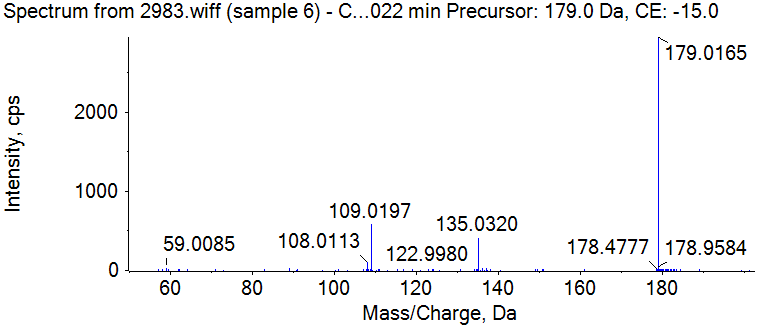 Spectrum from 2983.wiff (sample 6) - C...022 min Precursor: 179.0 Da, CE: -15.0
179.0165
2000
Intensity, cps
1000
109.0197
135.0320
59.0085
108.0113
122.9980
178.4777
178.9584
0
60 80 100 120 140 160 180
Mass/Charge, Da